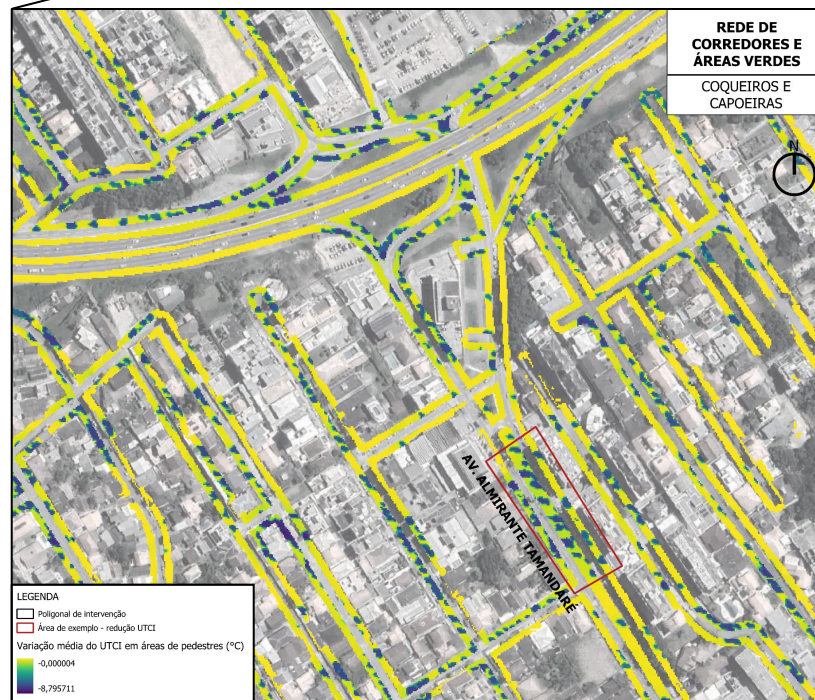 REDE DE
CORREDORES E
ÁREAS VERDES
COQUEIROS E
CAPOEIRAS
N
AV. ALMIRANTE TAMANDARÉ
LEGENDA
Poligonal de intervenção
Área de exemplo - redução UTCI
Variação média do UTCI em áreas de pedestres (°C)
-0,000004
-8,795711